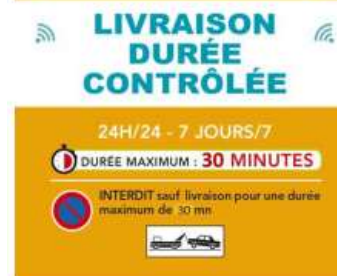 LIVRAISON
DURÉE
CONTRÔLÉE
24H/24 - 7 JOURS/7
DURÉE MAXIMUM : 30 MINUTES
INTERDIT sauf livraison pour une durée
maximum de 30 mn